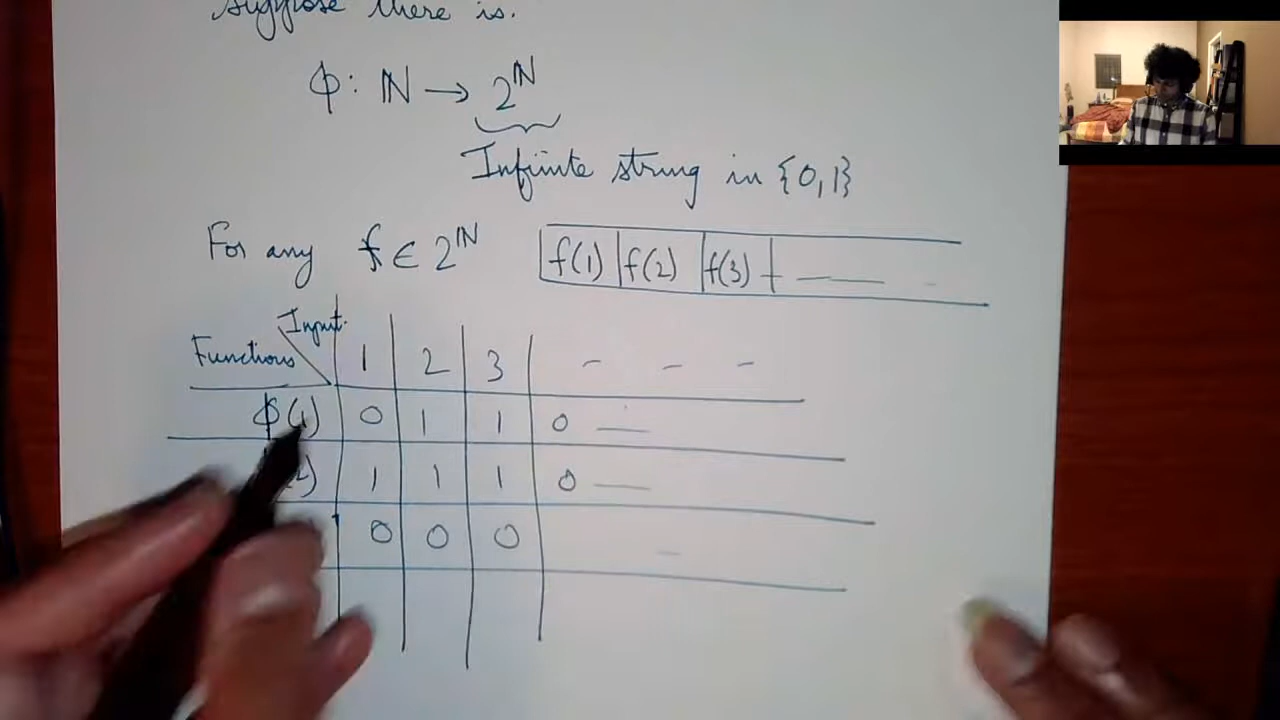 Suppose there is.
Φ: ℕ → 2^ℕ
Infinite string in {0,1}
For any f ∈ 2^ℕ f(1) f(2) f(3) — —
Input
Functions 1 2 3 - - -
Φ(1) 0 1 1 0 —
2) 1 1 1 0 —
0 0 0 —